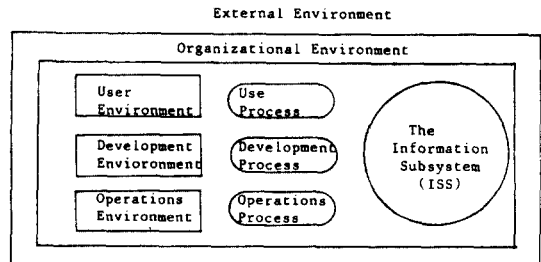 External Environment
Organizational Environment
User
Environment
Use
Process
Development
Envioronment
Development
Process
Operations
Environment
Operations
Process
The
Information
Subsystem
(ISS)